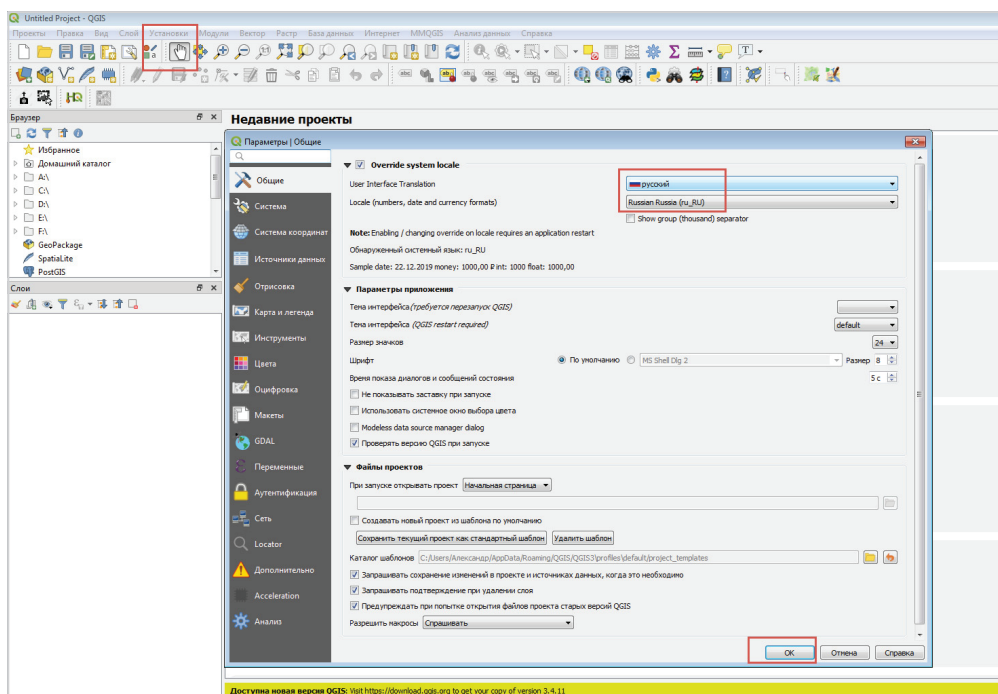 Untitled Project - QGIS
Проекты Правка Вид Слой Установки Модули Вектор Растр База данных Интернет MMQGIS Анализ данных Справка
Браузер
Избранное
Домашний каталог
A:\
C:\
D:\
E:\
F:\
GeoPackage
SpatiaLite
PostGIS
Слои
Недавние проекты
Параметры | Общие
Общие
Система
Система координат
Источники данных
Отрисовка
Карта и легенда
Инструменты
Цвета
Оцифровка
Макеты
GDAL
Переменные
Аутентификация
Сеть
Locator
Дополнительно
Acceleration
Анализ
Override system locale
User Interface Translation русский
Locale (numbers, date and currency formats) Russian Russia (ru_RU)
Show group (thousand) separator
Note: Enabling / changing override on locale requires an application restart
Обнаруженный системный язык: ru_RU
Sample date: 22.12.2019 money: 1000,00 ₽ int: 1000 float: 1000,00
Параметры приложения
Тема интерфейса (требуется перезапуск QGIS)
Тема интерфейса (QGIS restart required) default
Размер значков 24
Шрифт По умолчанию MS Shell Dlg 2 Размер 8
Время показа диалогов и сообщений состояния 5 с
Не показывать заставку при запуске
Использовать системное окно выбора цвета
Modeless data source manager dialog
Проверять версию QGIS при запуске
Файлы проектов
При запуске открывать проект Начальная страница
Создавать новый проект из шаблона по умолчанию
Сохранить текущий проект как стандартный шаблон Удалить шаблон
Каталог шаблонов C:/Users/Александр/AppData/Roaming/QGIS/QGIS3\profiles\default/project_templates
Запрашивать сохранение изменений в проекте и источниках данных, когда это необходимо
Запрашивать подтверждение при удалении слоя
Предупреждать при попытке открытия файлов проекта старых версий QGIS
Разрешить макросы Спрашивать
OK Отмена Справка
Доступна новая версия QGIS: Visit https://download.qgis.org to get your copy of version 3.4.11